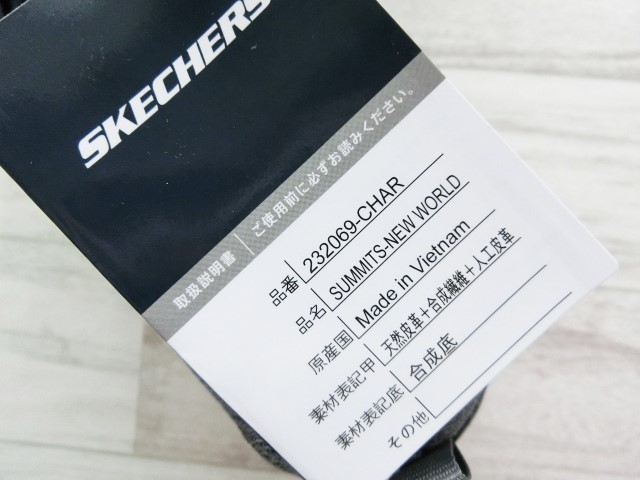 SKECHERS
取扱説明書 ご使用前に必ずお読みください。
品番 232069-CHAR
品名 SUMMITS-NEW WORLD
原産国 Made in Vietnam
素材表記甲 天然皮革+合成繊維+人工皮革
素材表記底 合成底
その他